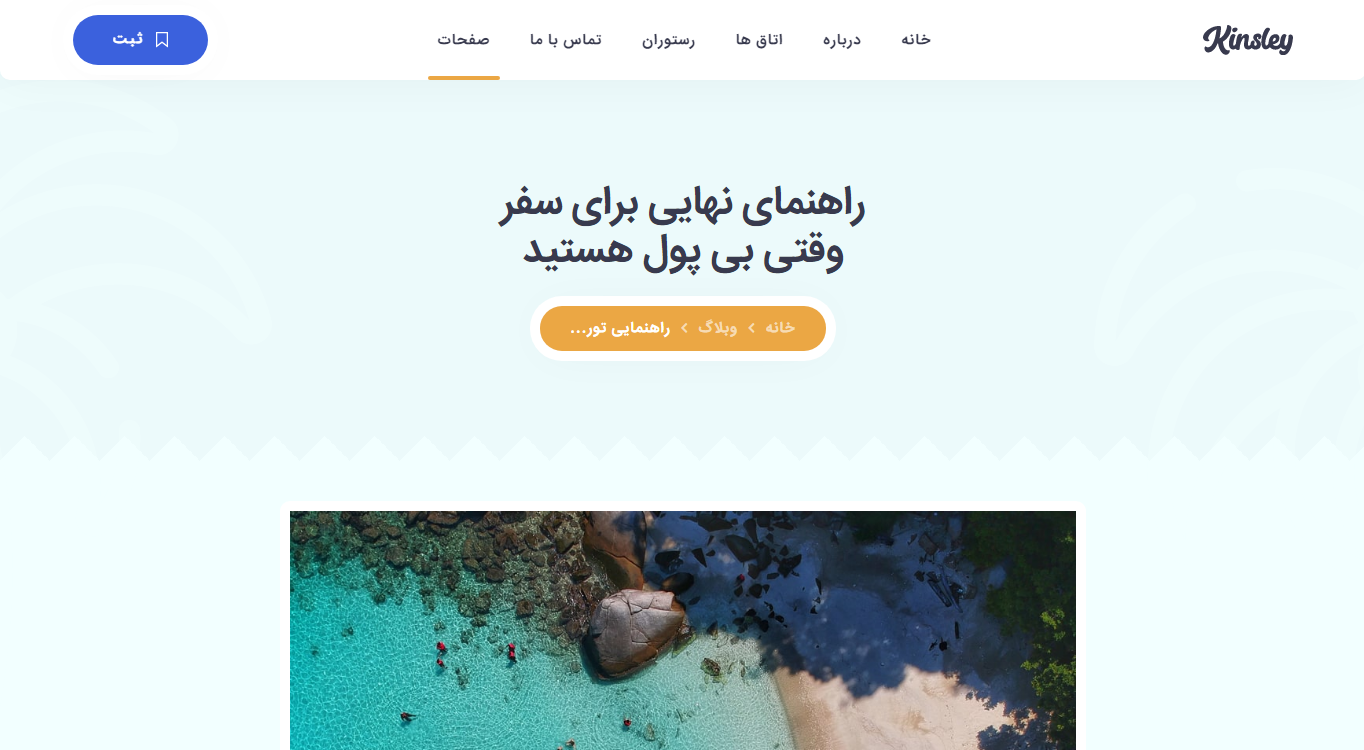 Kinsley
خانه
درباره
اتاق ها
رستوران
تماس با ما
صفحات
ثبت
راهنمای نهایی برای سفر
وقتی بی پول هستید
خانه › وبلاگ › راهنمایی تور...